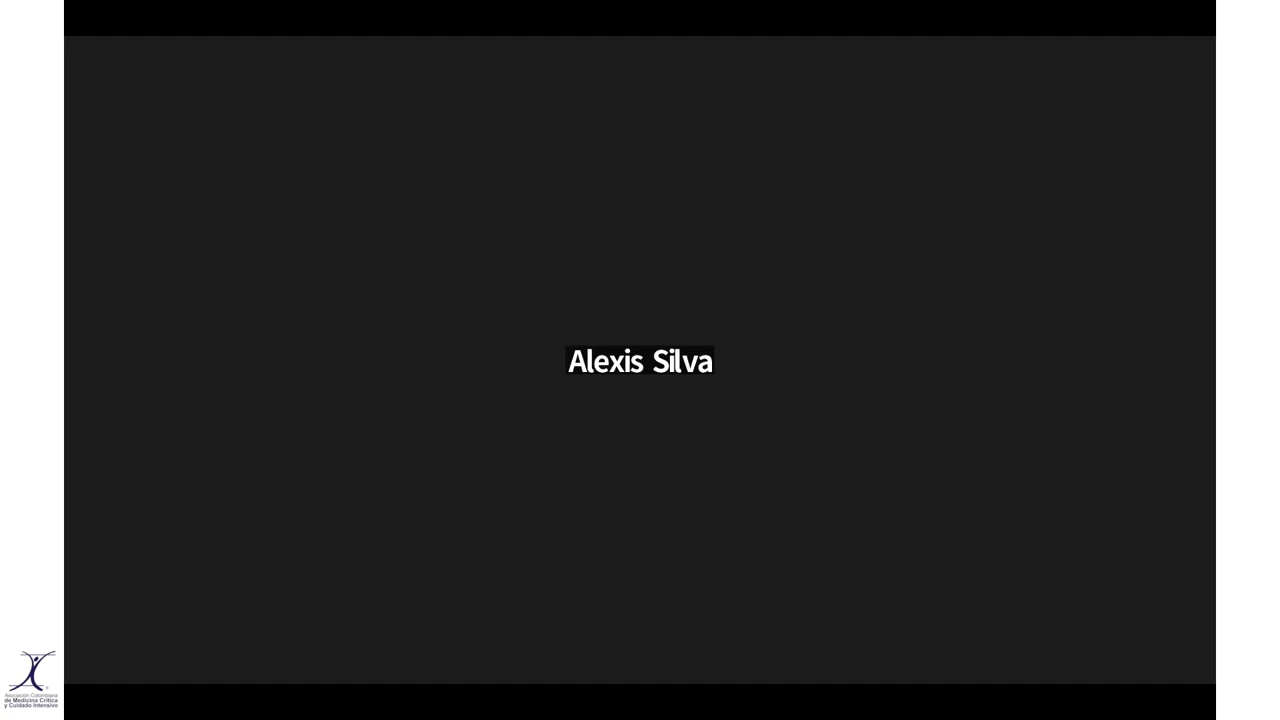 Alexis Silva
Asociación Colombiana
de Medicina Crítica
y Cuidado Intensivo